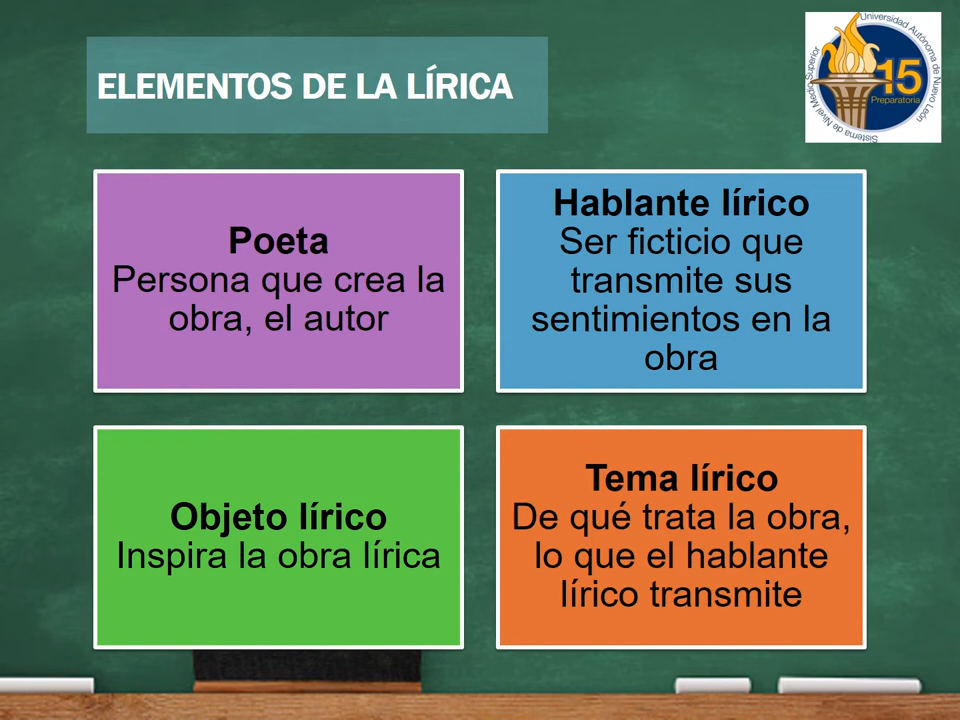 ELEMENTOS DE LA LÍRICA
Universidad Autónoma de Nuevo León
Sistema de Nivel Medio Superior
15
Preparatoria
Poeta
Persona que crea la
obra, el autor
Hablante lírico
Ser ficticio que
transmite sus
sentimientos en la
obra
Objeto lírico
Inspira la obra lírica
Tema lírico
De qué trata la obra,
lo que el hablante
lírico transmite